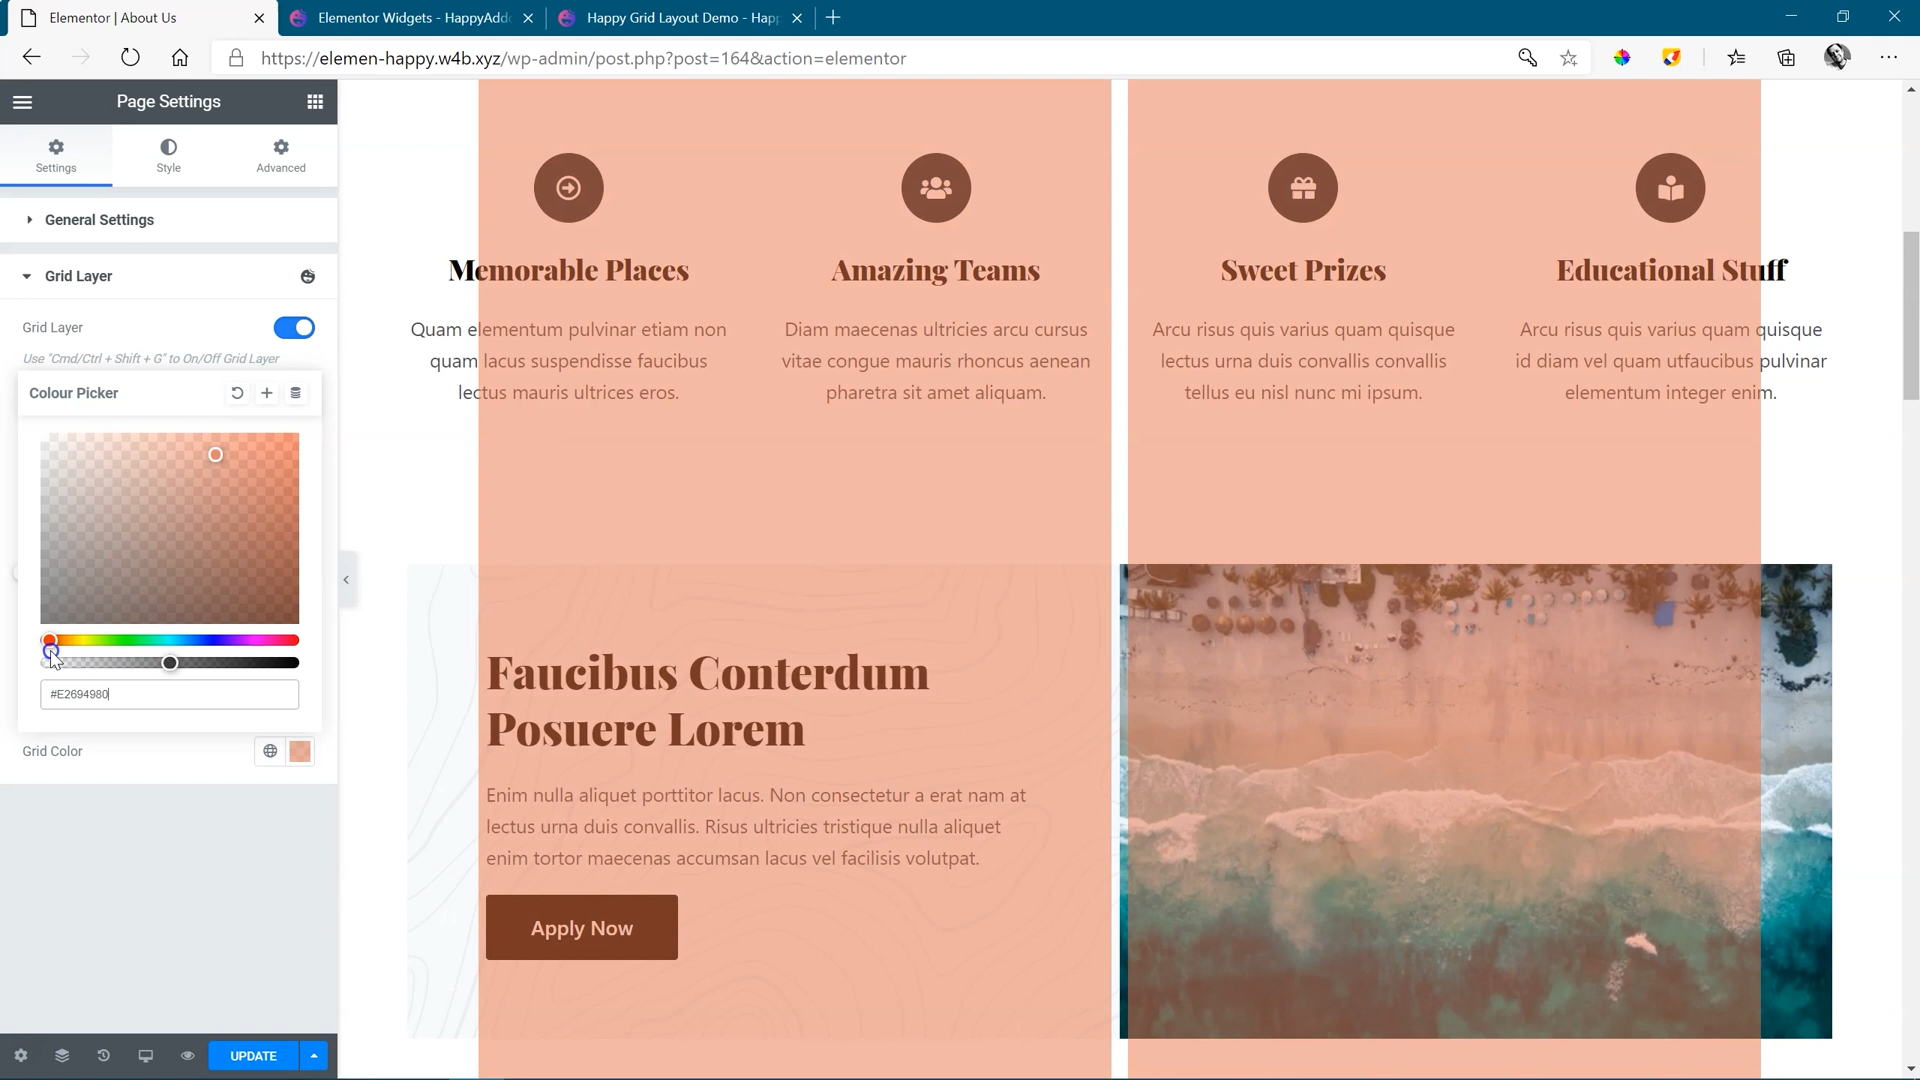 Elementor | About Us
Elementor Widgets - HappyAddo
Happy Grid Layout Demo - Hap
https://elemen-happy.w4b.xyz/wp-admin/post.php?post=164&action=elementor
Page Settings
Settings
Style
Advanced
General Settings
Grid Layer
Grid Layer
Use "Cmd/Ctrl + Shift + G" to On/Off Grid Layer
Colour Picker
#E2694980
Grid Color
UPDATE
Memorable Places
Quam elementum pulvinar etiam non
quam lacus suspendisse faucibus
lectus mauris ultrices eros.
Amazing Teams
Diam maecenas ultricies arcu cursus
vitae congue mauris rhoncus aenean
pharetra sit amet aliquam.
Sweet Prizes
Arcu risus quis varius quam quisque
lectus urna duis convallis convallis
tellus eu nisl nunc mi ipsum.
Educational Stuff
Arcu risus quis varius quam quisque
id diam vel quam utfaucibus pulvinar
elementum integer enim.
Faucibus Conterdum
Posuere Lorem
Enim nulla aliquet porttitor lacus. Non consectetur a erat nam at
lectus urna duis convallis. Risus ultricies tristique nulla aliquet
enim tortor maecenas accumsan lacus vel facilisis volutpat.
Apply Now